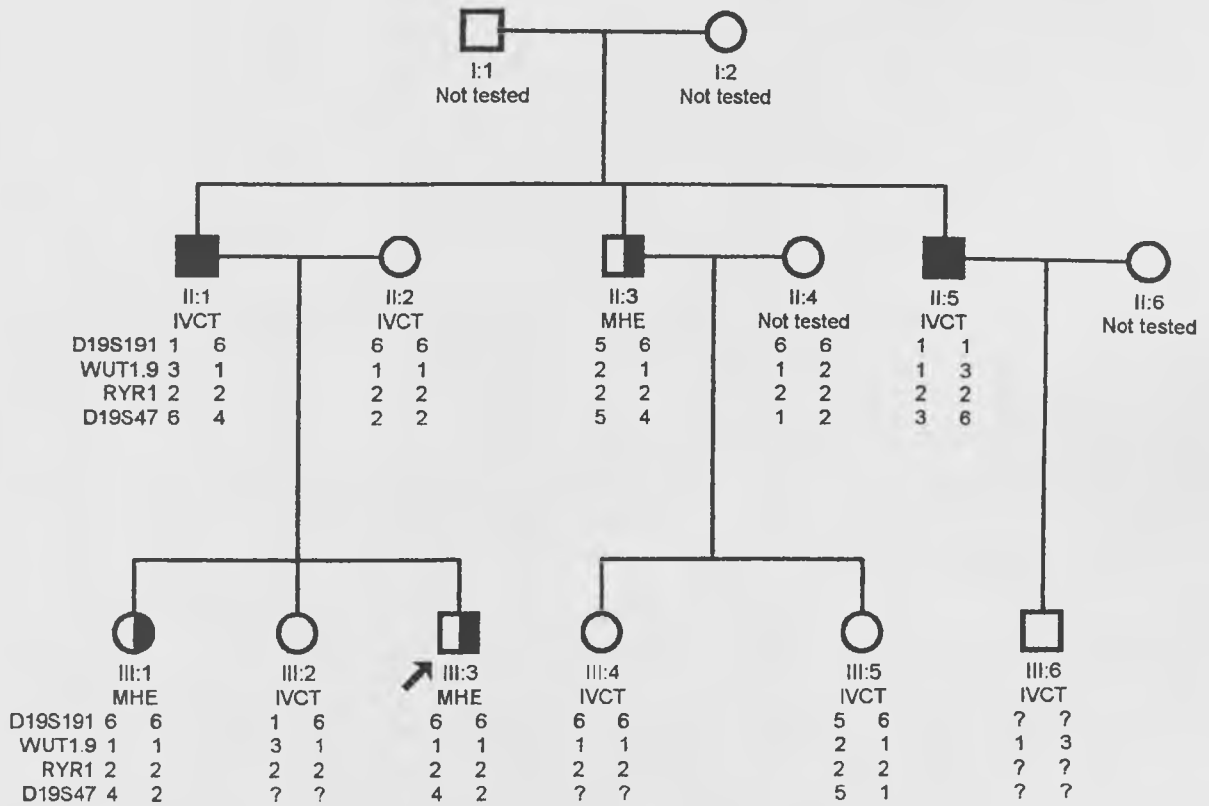 I:1 I:2
Not tested Not tested
II:1 II:2 II:3 II:4 II:5 II:6
IVCT IVCT MHE Not tested IVCT Not tested
D19S191 1 6 6 6 5 6 6 6 1 1
WUT1.9 3 1 1 1 2 1 1 2 1 3
RYR1 2 2 2 2 2 2 2 2 2 2
D19S47 6 4 2 2 5 4 1 2 3 6
III:1 III:2 III:3 III:4 III:5 III:6
MHE IVCT MHE IVCT IVCT IVCT
D19S191 6 6 1 6 6 6 6 6 5 6 ? ?
WUT1.9 1 1 3 1 1 1 1 1 2 1 1 3
RYR1 2 2 2 2 2 2 2 2 2 2 ? ?
D19S47 4 2 ? ? 4 2 ? ? 5 1 ? ?